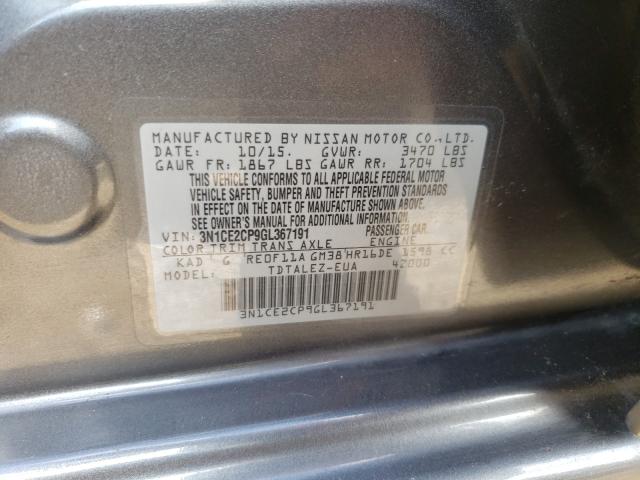 MANUFACTURED BY NISSAN MOTOR CO.,LTD.
DATE: 10/15. GVWR: 3470 LBS
GAWR FR: 1867 LBS GAWR RR: 1704 LBS
THIS VEHICLE CONFORMS TO ALL APPLICABLE FEDERAL MOTOR
VEHICLE SAFETY, BUMPER AND THEFT PREVENTION STANDARDS
IN EFFECT ON THE DATE OF MANUFACTURE SHOWN ABOVE.
SEE OWNER'S MANUAL FOR ADDITIONAL INFORMATION.
VIN: 3N1CE2CP9GL367191 PASSENGER CAR
COLOR TRIM TRANS AXLE ENGINE
KAD G RE0F11A GM38 HR16DE 1598 CC
MODEL: TDTALEZ-EUA 42000
3N1CE2CP9GL367191